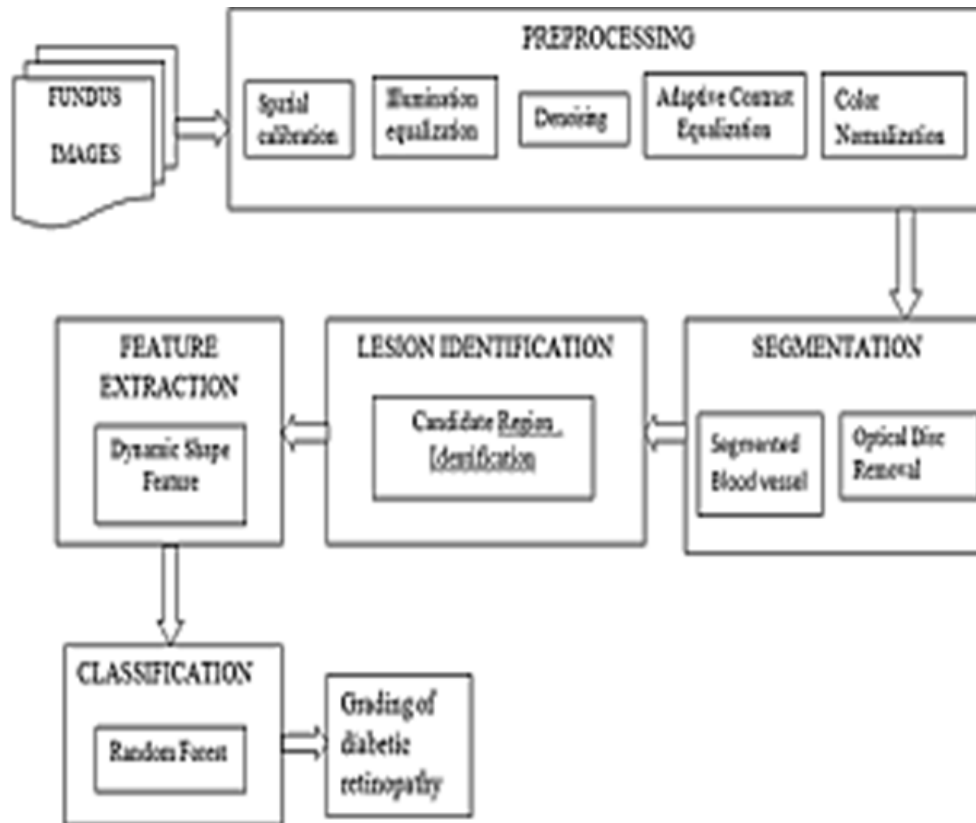 FUNDUS
IMAGES
PREPROCESSING
Spatial
calibration
Illumination
equalization
Denoising
Adaptive Contrast
Equalization
Color
Normalization
SEGMENTATION
Segmented
Blood vessel
Optical Disc
Removal
LESION IDENTIFICATION
Candidate Region
Identification
FEATURE
EXTRACTION
Dynamic Shape
Feature
CLASSIFICATION
Random Forest
Grading of
diabetic
retinopathy